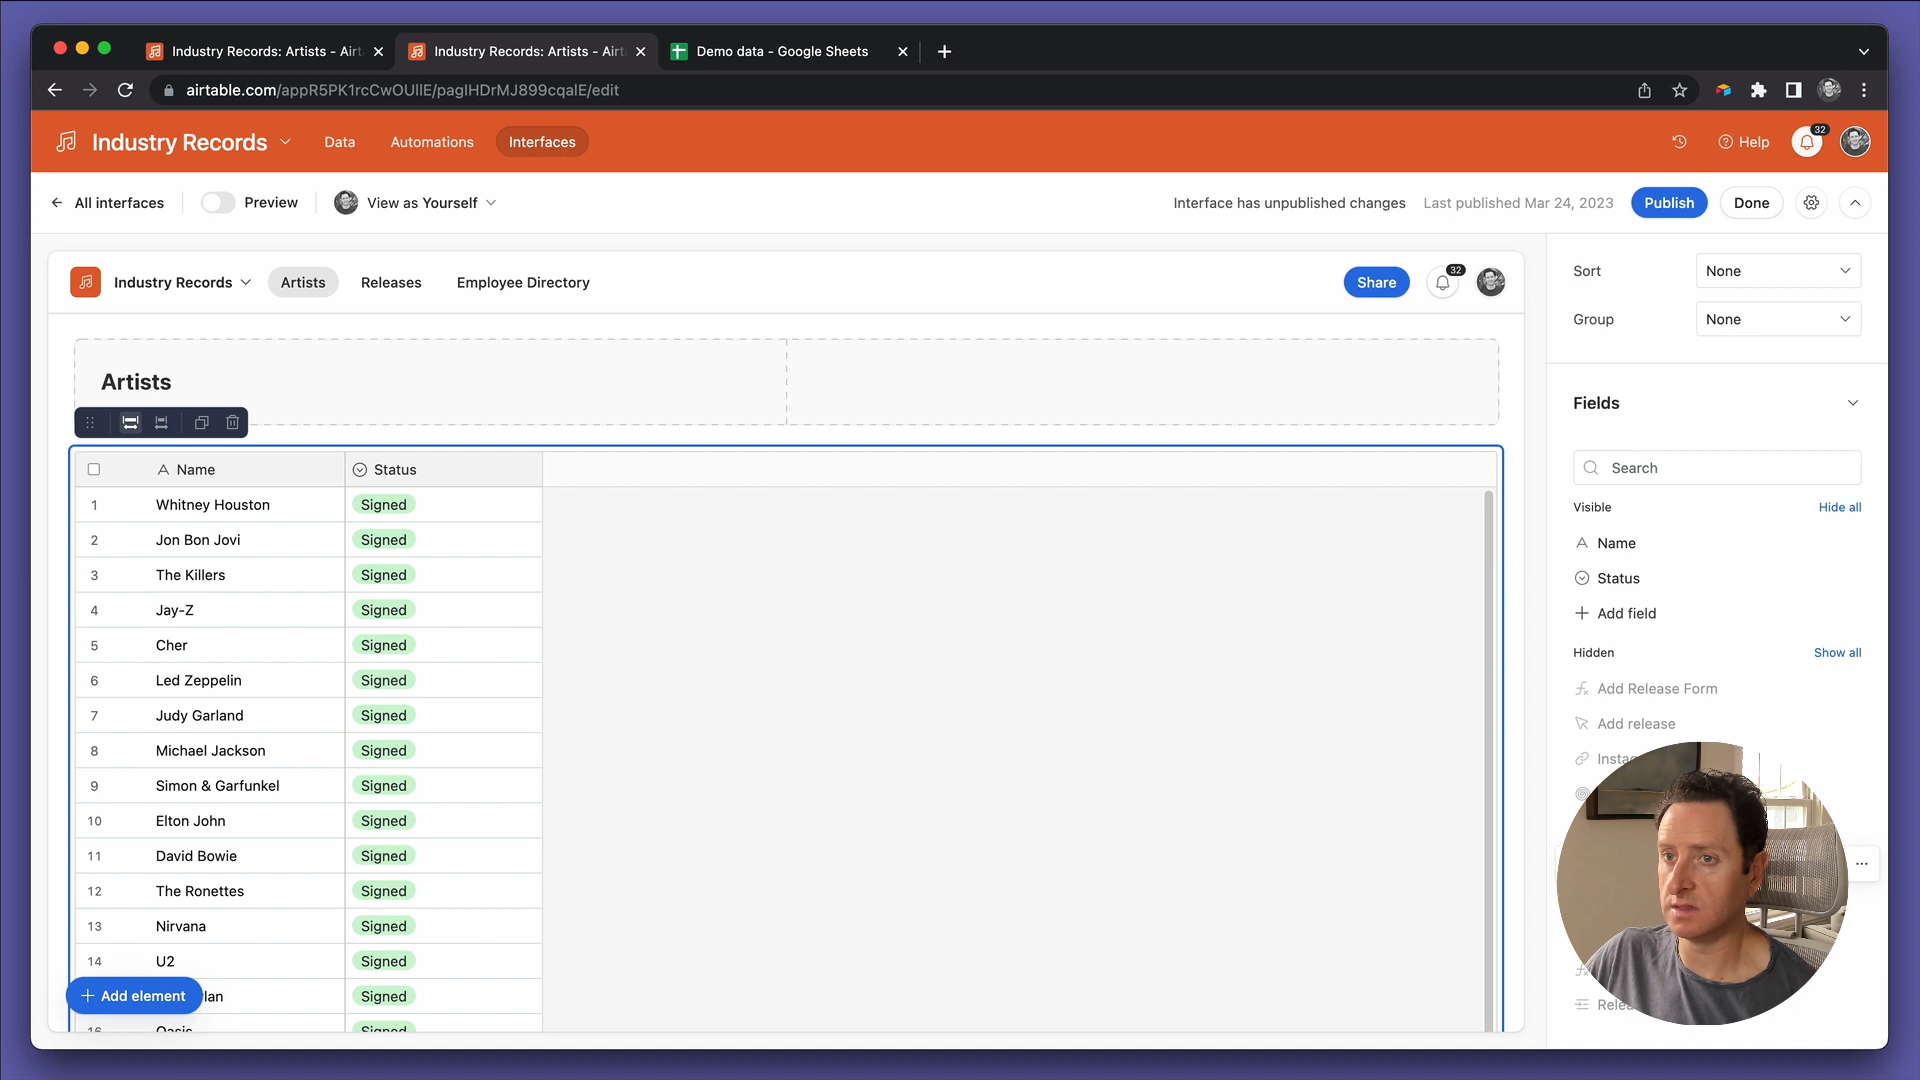 Industry Records: Artists - Airt
Industry Records: Artists - Airt
Demo data - Google Sheets
airtable.com/appR5PK1rcCwOUIlE/pagIHDrMJ899cqalE/edit
Industry Records
Data
Automations
Interfaces
Help
32
All interfaces
Preview
View as Yourself
Interface has unpublished changes
Last published Mar 24, 2023
Publish
Done
Industry Records
Artists
Releases
Employee Directory
Share
32
Artists
Name
Status
1 Whitney Houston Signed
2 Jon Bon Jovi Signed
3 The Killers Signed
4 Jay-Z Signed
5 Cher Signed
6 Led Zeppelin Signed
7 Judy Garland Signed
8 Michael Jackson Signed
9 Simon & Garfunkel Signed
10 Elton John Signed
11 David Bowie Signed
12 The Ronettes Signed
13 Nirvana Signed
14 U2 Signed
lan Signed
16 Oasis Signed
Add element
Sort None
Group None
Fields
Search
Visible Hide all
Name
Status
Add field
Hidden Show all
Add Release Form
Add release